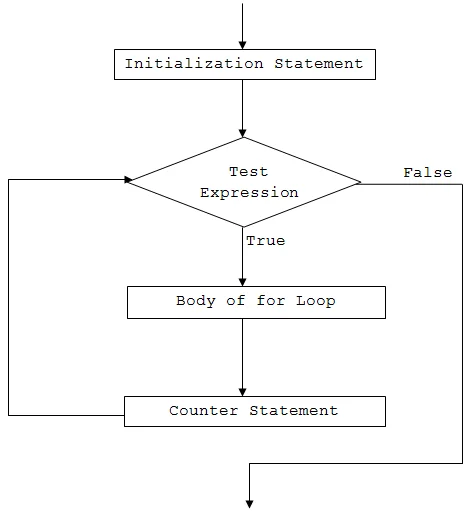 Initialization Statement
Test
Expression
False
True
Body of for Loop
Counter Statement